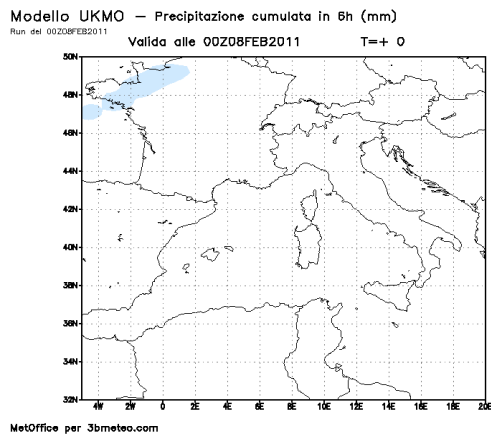 Modello UKMO – Precipitazione cumulata in 6h (mm)
Run del 00Z08FEB2011
Valida alle 00Z08FEB2011 T=+ 0
50N
48N
46N
44N
42N
40N
38N
36N
34N
32N
4W 2W 0 2E 4E 6E 8E 10E 12E 14E 16E 18E 20E
MetOffice per 3bmeteo.com